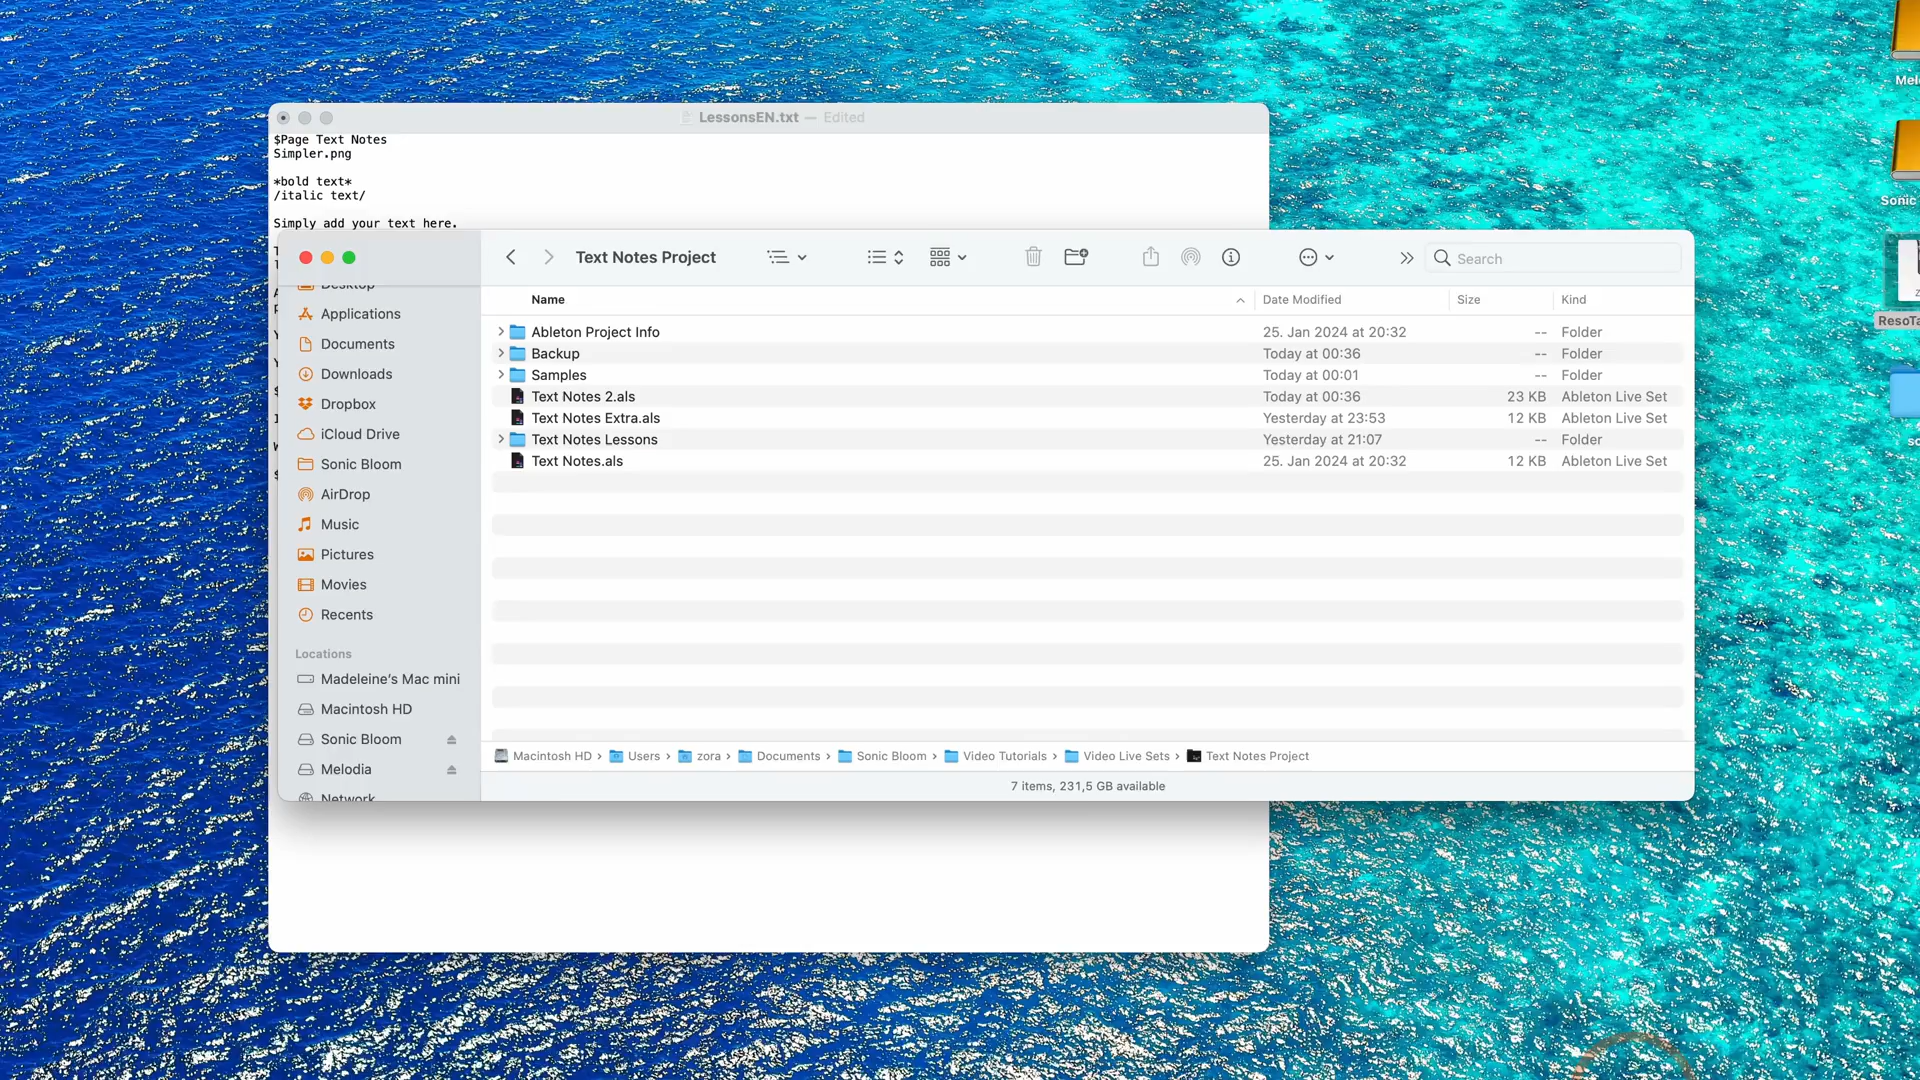 LessonsEN.txt — Edited
$Page Text Notes
Simpler.png
*bold text*
/italic text/
Simply add your text here.
Text Notes Project
Search
Desktop
Applications
Documents
Downloads
Dropbox
iCloud Drive
Sonic Bloom
AirDrop
Music
Pictures
Movies
Recents
Locations
Madeleine's Mac mini
Macintosh HD
Sonic Bloom
Melodia
Network
Name Date Modified Size Kind
Ableton Project Info 25. Jan 2024 at 20:32 -- Folder
Backup Today at 00:36 -- Folder
Samples Today at 00:01 -- Folder
Text Notes 2.als Today at 00:36 23 KB Ableton Live Set
Text Notes Extra.als Yesterday at 23:53 12 KB Ableton Live Set
Text Notes Lessons Yesterday at 21:07 -- Folder
Text Notes.als 25. Jan 2024 at 20:32 12 KB Ableton Live Set
Macintosh HD › Users › zora › Documents › Sonic Bloom › Video Tutorials › Video Live Sets › Text Notes Project
7 items, 231,5 GB available
Sonic